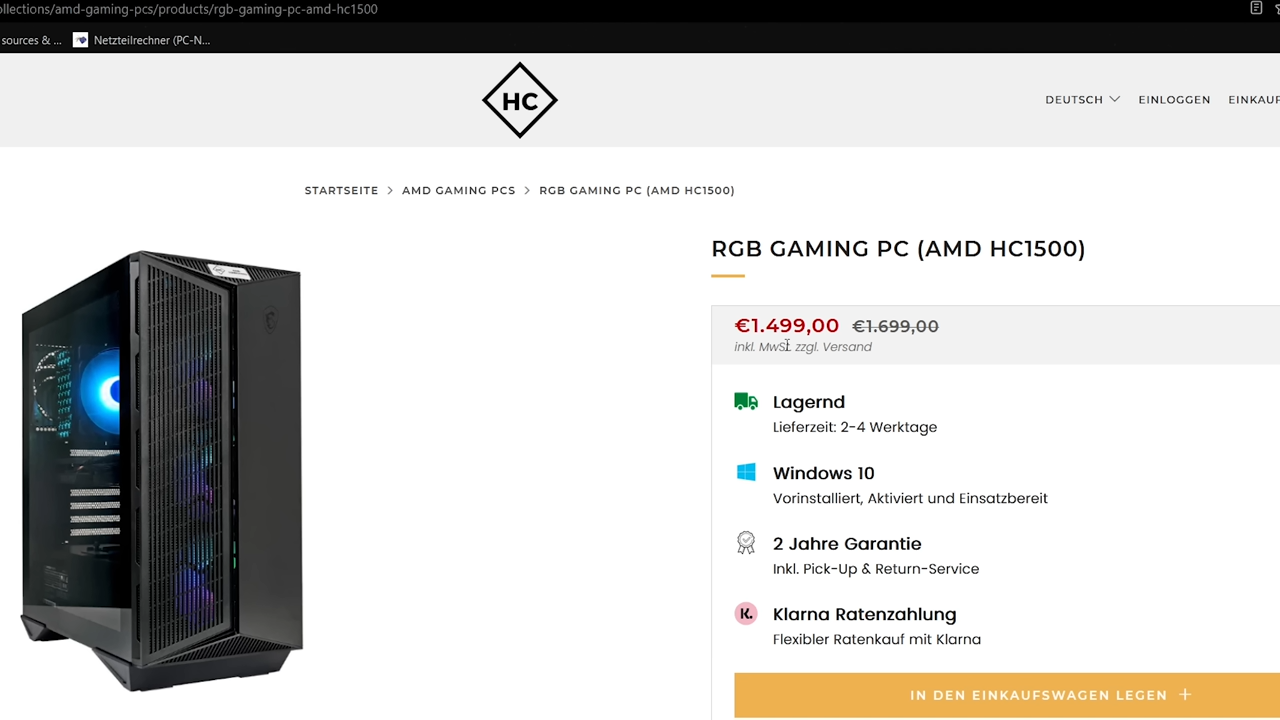 ollections/amd-gaming-pcs/products/rgb-gaming-pc-amd-hc1500
sources & ...
Netzteilrechner (PC-N...
HC
DEUTSCH
EINLOGGEN
EINKAUF
STARTSEITE > AMD GAMING PCS > RGB GAMING PC (AMD HC1500)
RGB GAMING PC (AMD HC1500)
€1.499,00 €1.699,00
inkl. MwSt. zzgl. Versand
Lagernd
Lieferzeit: 2-4 Werktage
Windows 10
Vorinstalliert, Aktiviert und Einsatzbereit
2 Jahre Garantie
Inkl. Pick-Up & Return-Service
K.
Klarna Ratenzahlung
Flexibler Ratenkauf mit Klarna
IN DEN EINKAUFSWAGEN LEGEN +